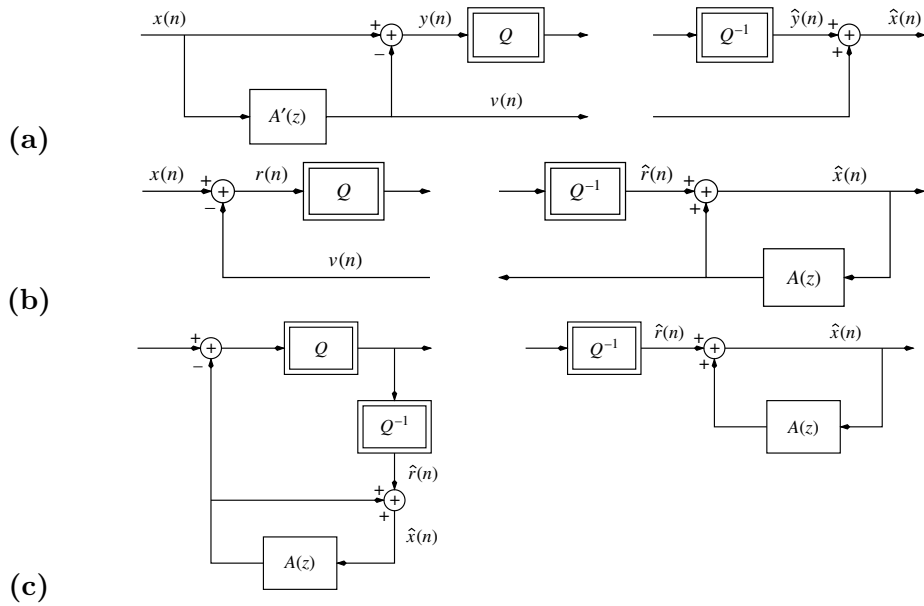 x(n) + y(n) Q Q⁻¹ ŷ(n) + x̂(n)
+ +
− +
A′(z) v(n)
(a)
x(n) + r(n) Q Q⁻¹ r̂(n) + x̂(n)
+ +
− +
v(n) A(z)
(b)
+ Q Q⁻¹ r̂(n) + x̂(n)
+ +
− +
Q⁻¹ A(z)
r̂(n)
+ +
+ x̂(n)
A(z)
(c)